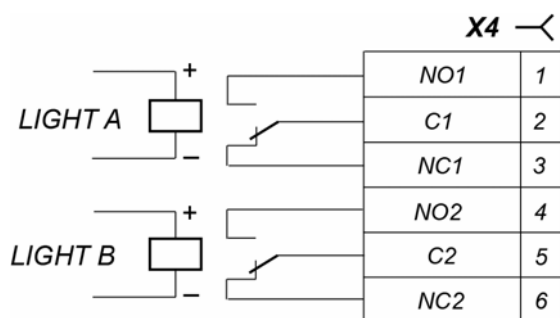 X4
+
NO1 1
LIGHT A
C1 2
–
NC1 3
+
NO2 4
LIGHT B
C2 5
–
NC2 6